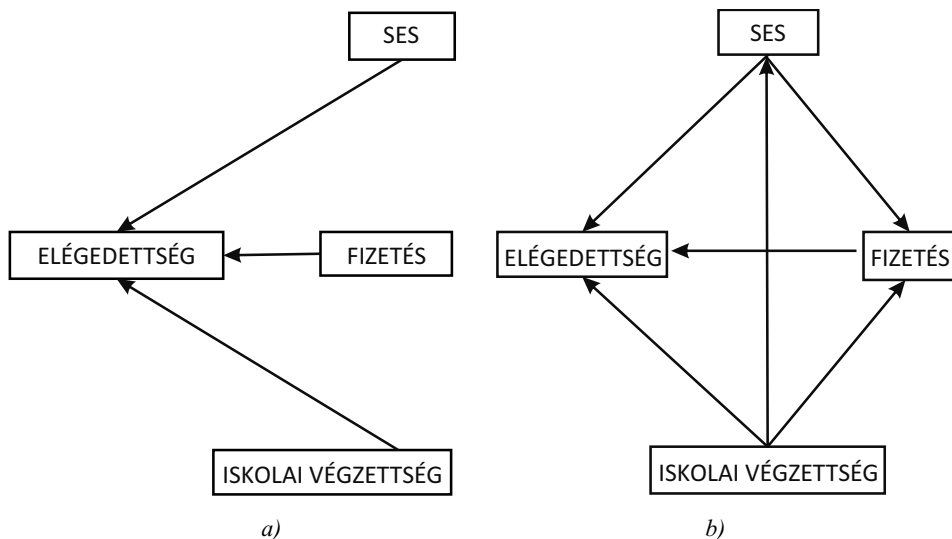 SES
ELÉGEDETTSÉG
FIZETÉS
ISKOLAI VÉGZETTSÉG
a)
SES
ELÉGEDETTSÉG
FIZETÉS
ISKOLAI VÉGZETTSÉG
b)